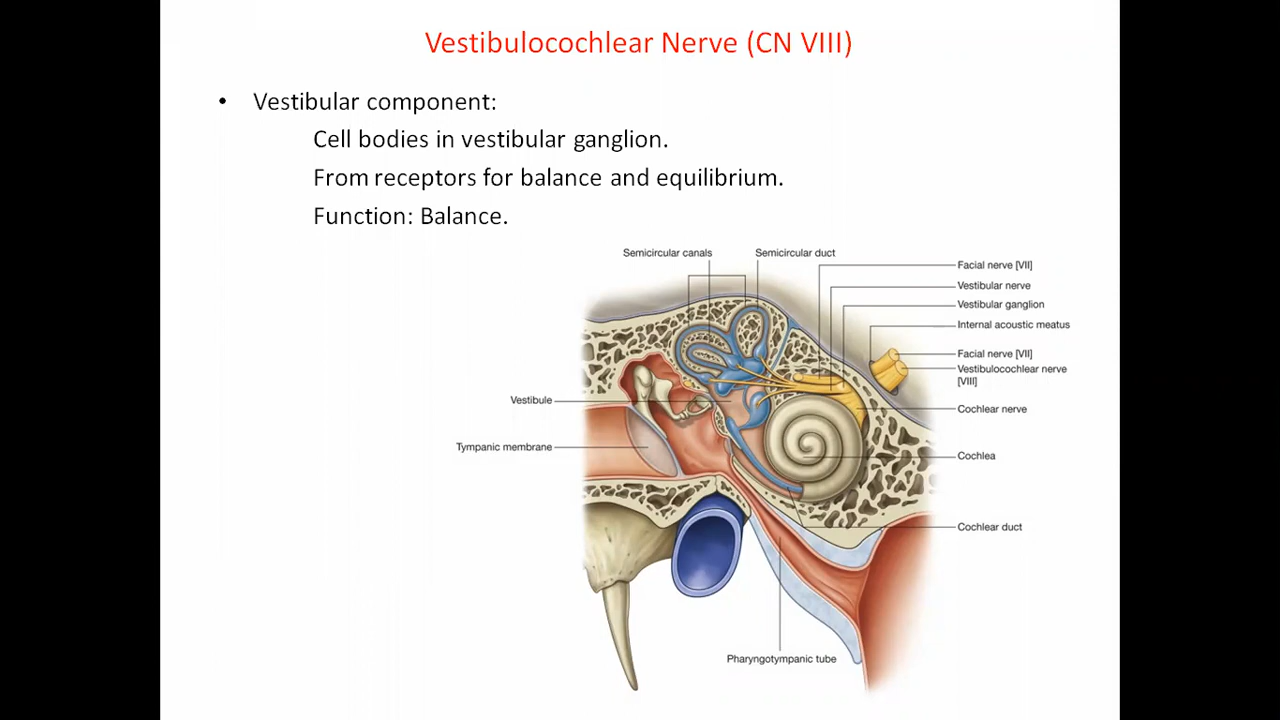 Vestibulocochlear Nerve (CN VIII)
• Vestibular component:
Cell bodies in vestibular ganglion.
From receptors for balance and equilibrium.
Function: Balance.
Semicircular canals
Semicircular duct
Facial nerve [VII]
Vestibular nerve
Vestibular ganglion
Internal acoustic meatus
Facial nerve [VII]
Vestibulocochlear nerve
[VIII]
Vestibule
Cochlear nerve
Tympanic membrane
Cochlea
Cochlear duct
Pharyngotympanic tube